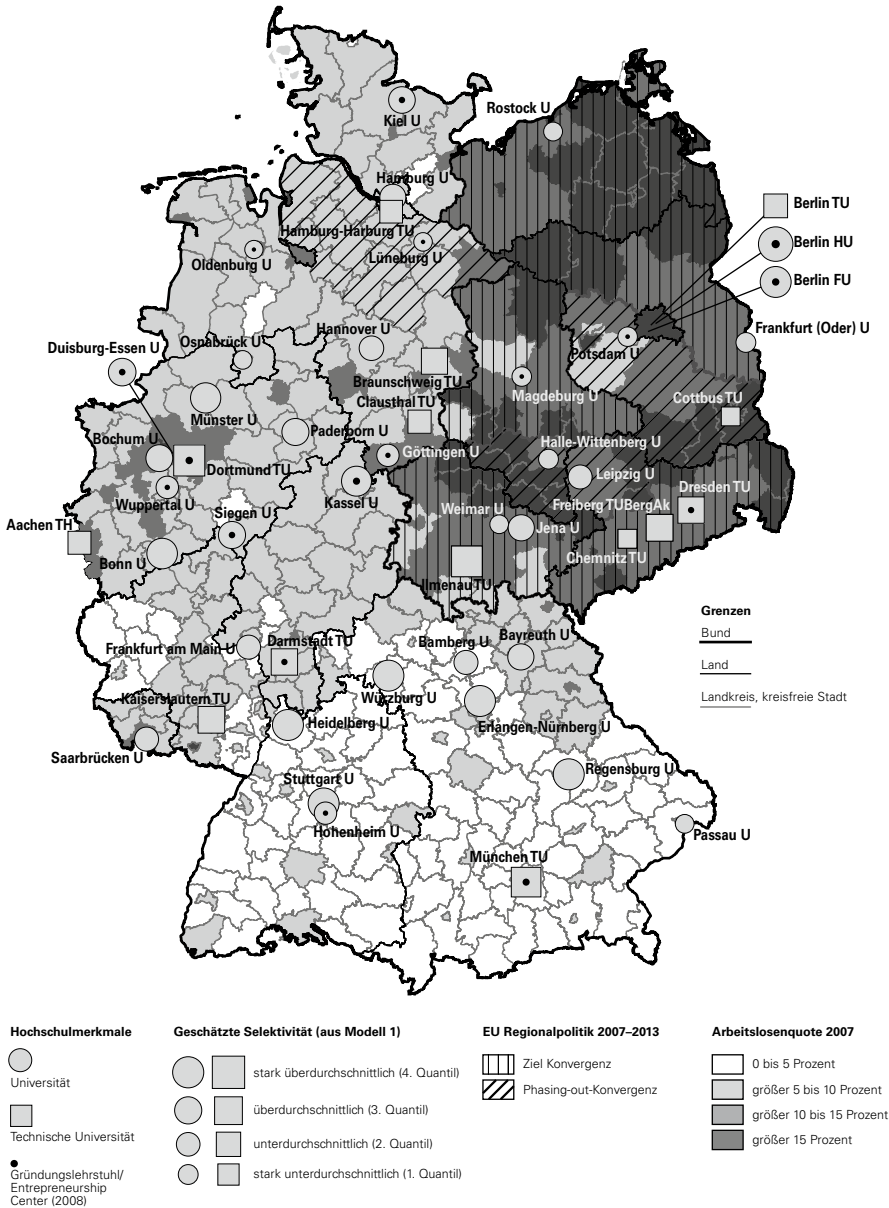 Kiel U
Rostock U
Hamburg U
Hamburg-Harburg TU
Lüneburg U
Oldenburg U
Berlin TU
Berlin HU
Berlin FU
Frankfurt (Oder) U
Potsdam U
Hannover U
Osnabrück U
Duisburg-Essen U
Braunschweig TU
Clausthal TU
Magdeburg U
Cottbus TU
Münster U
Paderborn U
Göttingen U
Bochum U
Dortmund TU
Halle-Wittenberg U
Leipzig U
Dresden TU
Wuppertal U
Kassel U
Siegen U
Weimar U
Freiberg TUBergAk
Jena U
Aachen TH
Chemnitz TU
Bonn U
Ilmenau TU
Frankfurt am Main U
Darmstadt TU
Bamberg U
Bayreuth U
Kaiserslautern TU
Würzburg U
Heidelberg U
Erlangen-Nürnberg U
Saarbrücken U
Stuttgart U
Hohenheim U
Regensburg U
Passau U
München TU
Grenzen
Bund
Land
Landkreis, kreisfreie Stadt
Hochschulmerkmale
Universität
Technische Universität
Gründungslehrstuhl/
Entrepreneurship
Center (2008)
Geschätzte Selektivität (aus Modell 1)
stark überdurchschnittlich (4. Quantil)
überdurchschnittlich (3. Quantil)
unterdurchschnittlich (2. Quantil)
stark unterdurchschnittlich (1. Quantil)
EU Regionalpolitik 2007–2013
Ziel Konvergenz
Phasing-out-Konvergenz
Arbeitslosenquote 2007
0 bis 5 Prozent
größer 5 bis 10 Prozent
größer 10 bis 15 Prozent
größer 15 Prozent